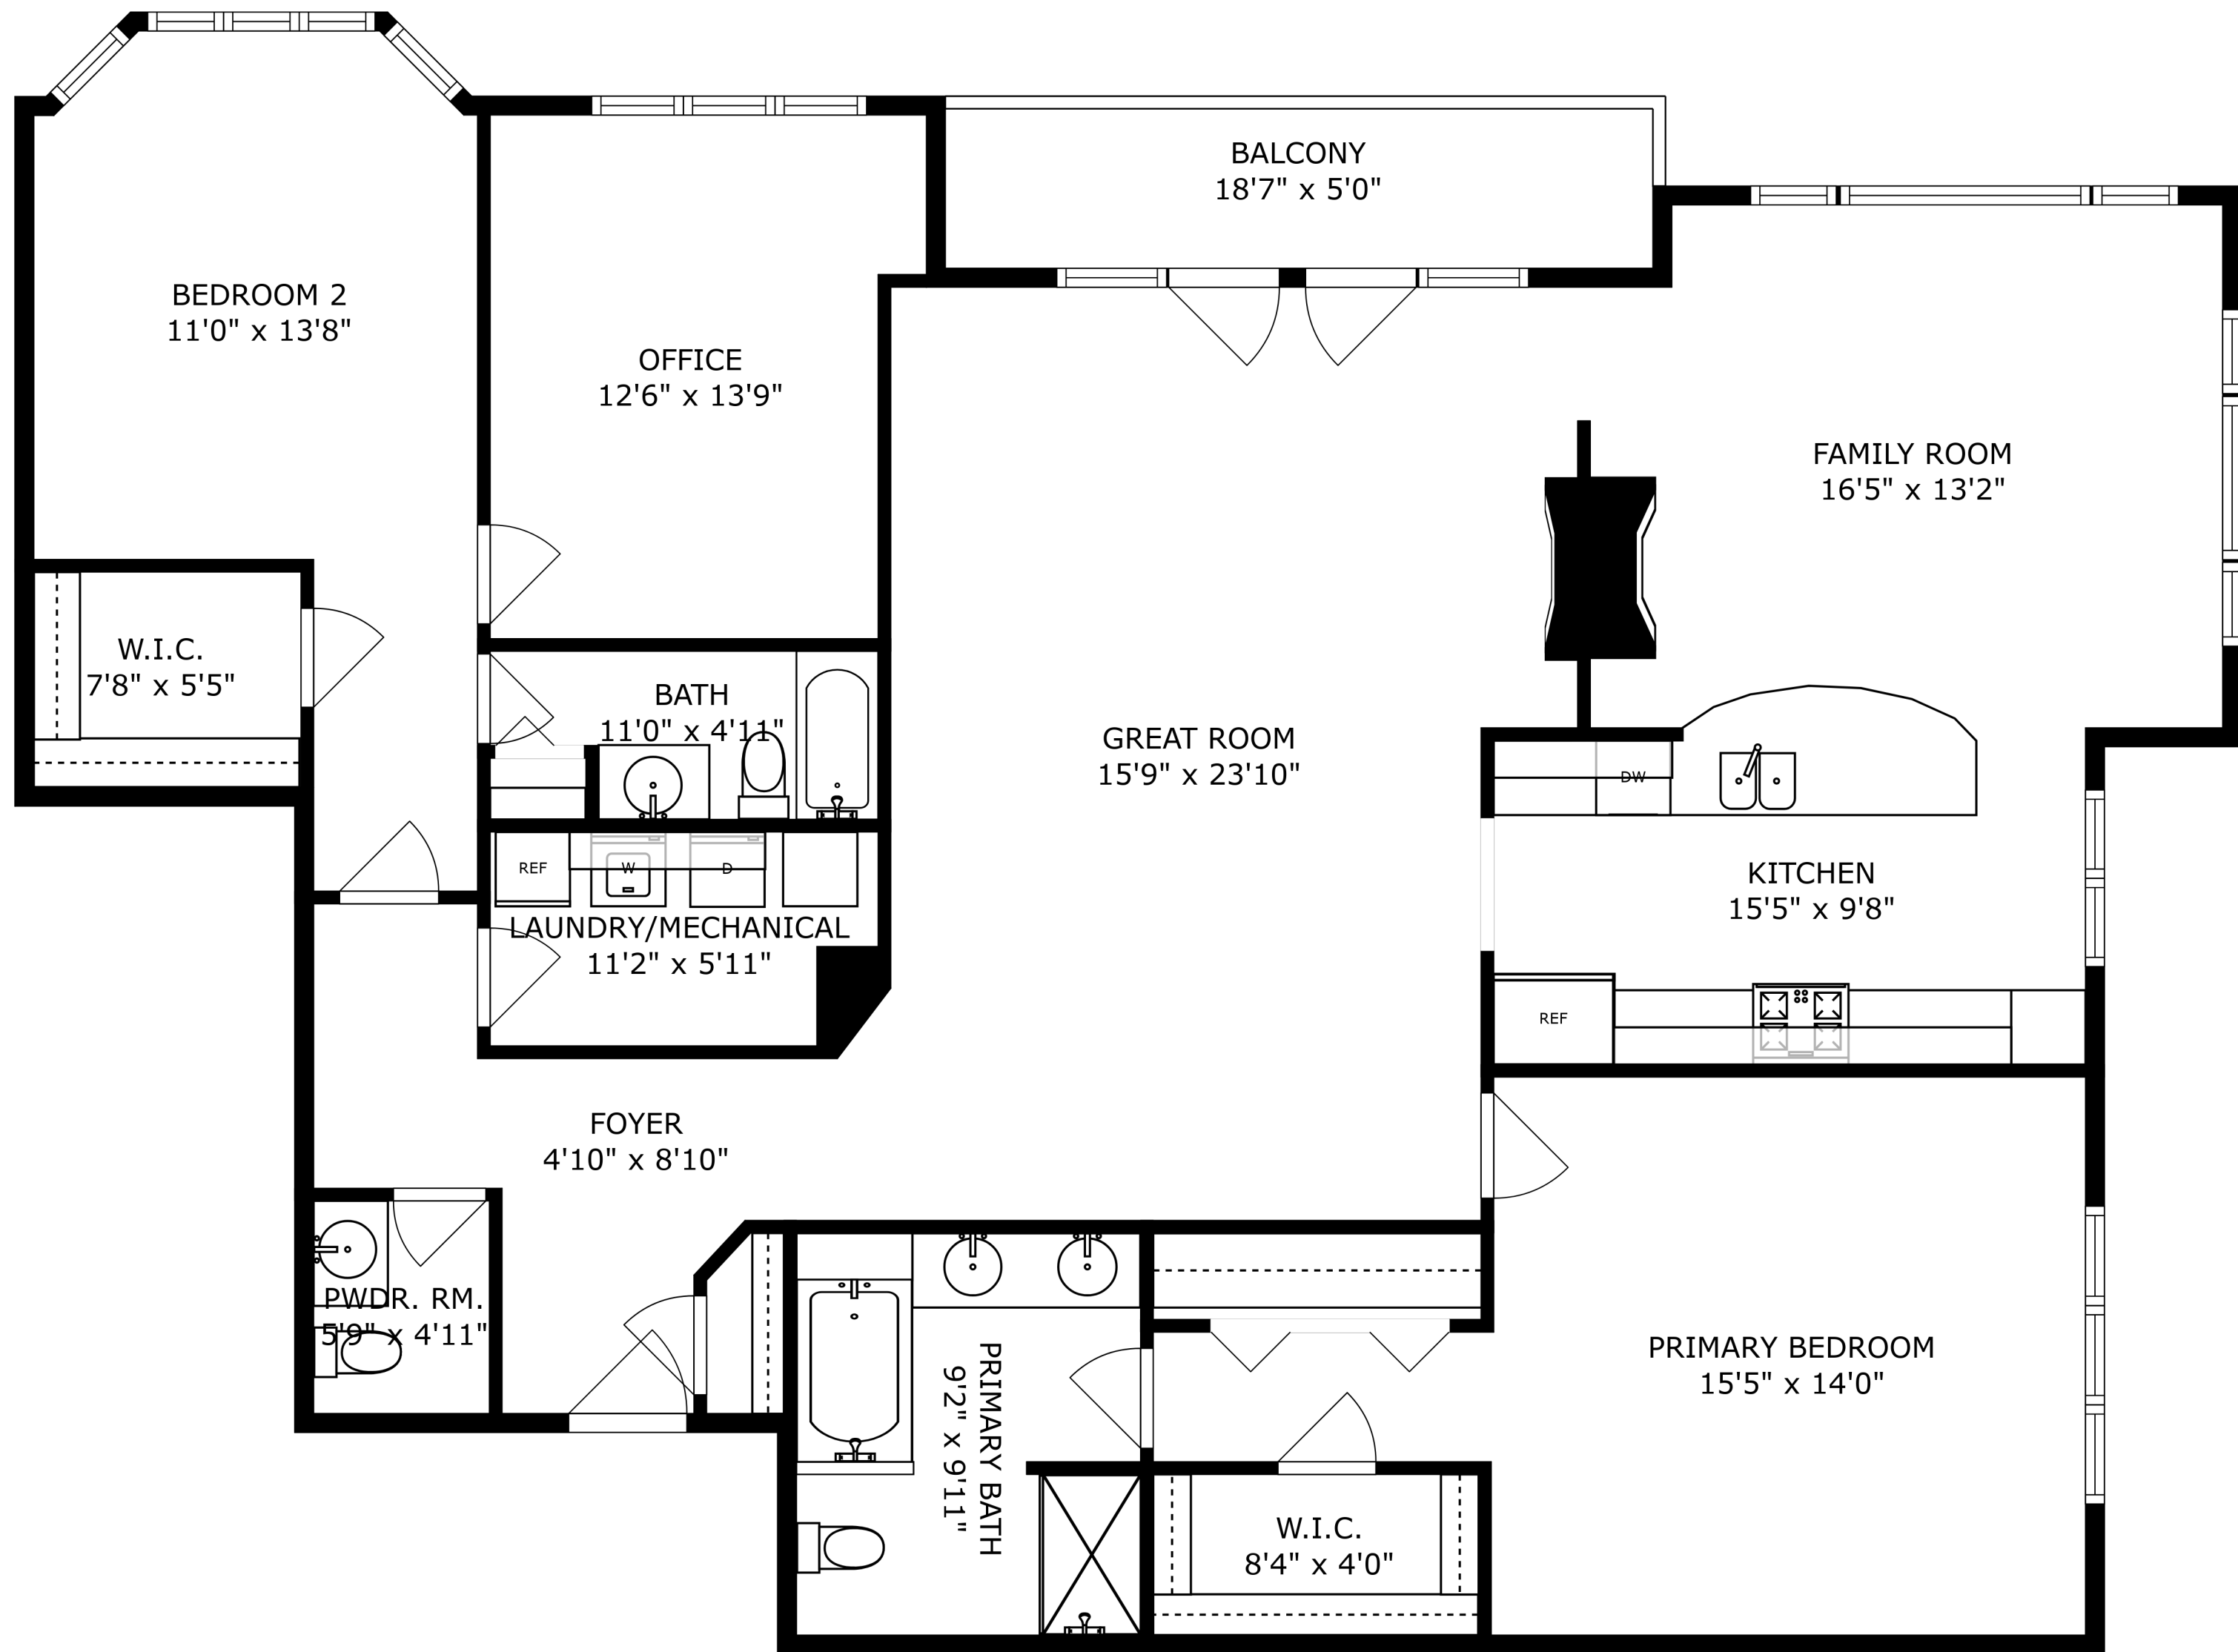 BALCONY
18'7" x 5'0"
BEDROOM 2
11'0" x 13'8"
OFFICE
12'6" x 13'9"
FAMILY ROOM
16'5" x 13'2"
W.I.C.
7'8" x 5'5"
BATH
11'0" x 4'11"
GREAT ROOM
15'9" x 23'10"
DW
REF
W
D
KITCHEN
15'5" x 9'8"
LAUNDRY/MECHANICAL
11'2" x 5'11"
REF
FOYER
4'10" x 8'10"
PWDR. RM.
5'9" x 4'11"
PRIMARY BATH
9'2" x 9'11"
PRIMARY BEDROOM
15'5" x 14'0"
W.I.C.
8'4" x 4'0"